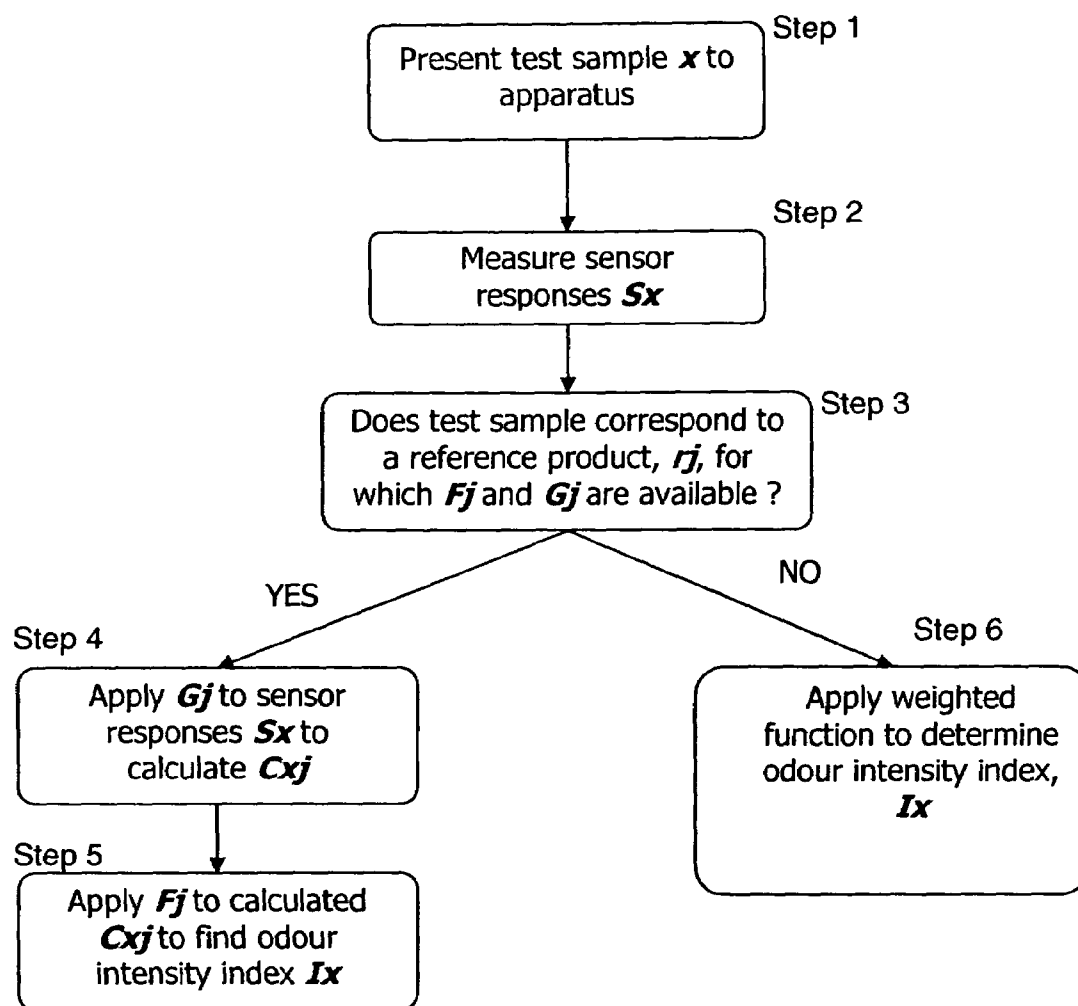 Step 1
Present test sample x to
apparatus
Step 2
Measure sensor
responses Sx
Step 3
Does test sample correspond to
a reference product, rj, for
which Fj and Gj are available ?
YES
NO
Step 4
Apply Gj to sensor
responses Sx to
calculate Cxj
Step 5
Apply Fj to calculated
Cxj to find odour
intensity index Ix
Step 6
Apply weighted
function to determine
odour intensity index,
Ix